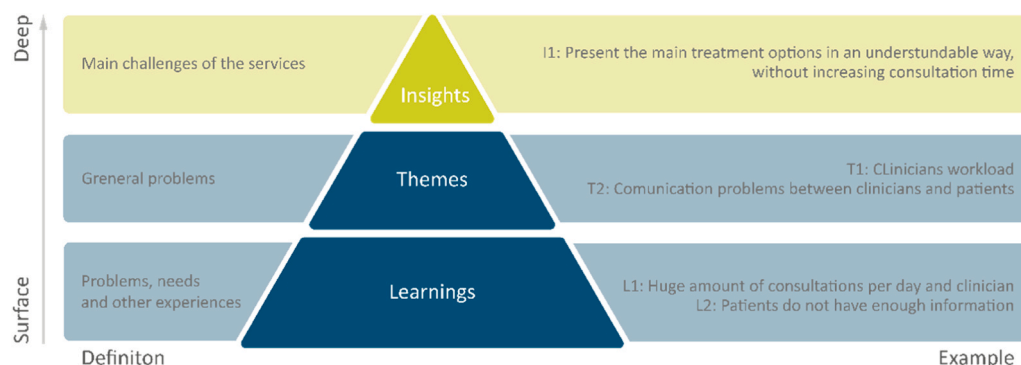 Deep
Main challenges of the services
Insights
I1: Present the main treatment options in an understundable way,
without increasing consultation time
Greneral problems
Themes
T1: CLinicians workload
T2: Comunication problems between clinicians and patients
Problems, needs
and other experiences
Learnings
L1: Huge amount of consultations per day and clinician
L2: Patients do not have enough information
Surface
Definiton
Example